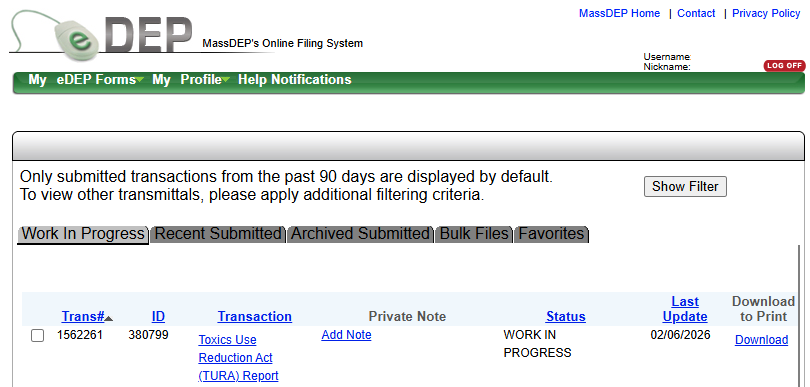 MassDEP Home | Contact | Privacy Policy
e DEP MassDEP's Online Filing System
Username:
Nickname:
LOG OFF
My eDEP Forms My Profile Help Notifications
Only submitted transactions from the past 90 days are displayed by default.
To view other transmittals, please apply additional filtering criteria.
Show Filter
Work In Progress Recent Submitted Archived Submitted Bulk Files Favorites
Trans# ID Transaction Private Note Status Last Update Download to Print
1562261 380799 Toxics Use Reduction Act (TURA) Report Add Note WORK IN PROGRESS 02/06/2026 Download